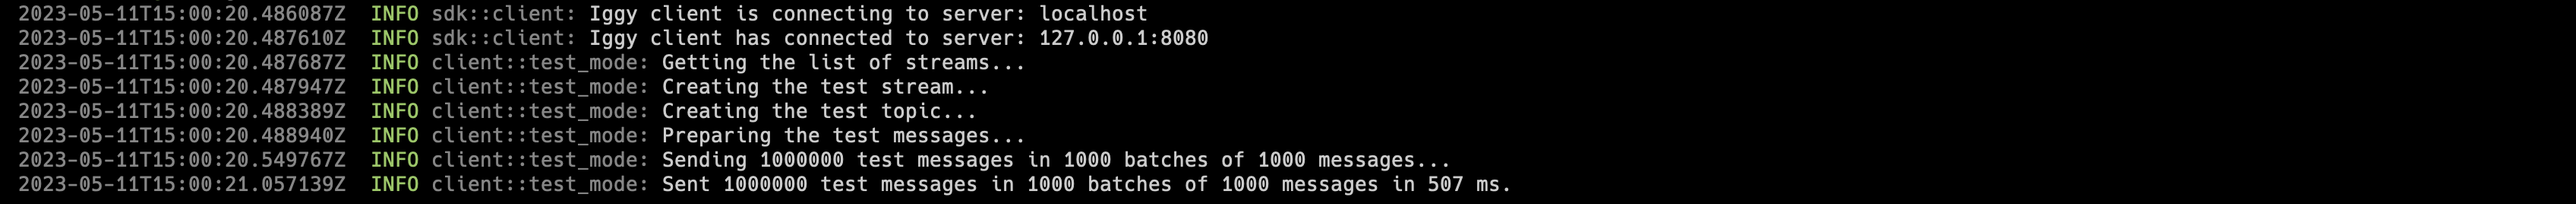 2023-05-11T15:00:20.486087Z  INFO sdk::client: Iggy client is connecting to server: localhost
2023-05-11T15:00:20.487610Z  INFO sdk::client: Iggy client has connected to server: 127.0.0.1:8080
2023-05-11T15:00:20.487687Z  INFO client::test_mode: Getting the list of streams...
2023-05-11T15:00:20.487947Z  INFO client::test_mode: Creating the test stream...
2023-05-11T15:00:20.488389Z  INFO client::test_mode: Creating the test topic...
2023-05-11T15:00:20.488940Z  INFO client::test_mode: Preparing the test messages...
2023-05-11T15:00:20.549767Z  INFO client::test_mode: Sending 1000000 test messages in 1000 batches of 1000 messages...
2023-05-11T15:00:21.057139Z  INFO client::test_mode: Sent 1000000 test messages in 1000 batches of 1000 messages in 507 ms.